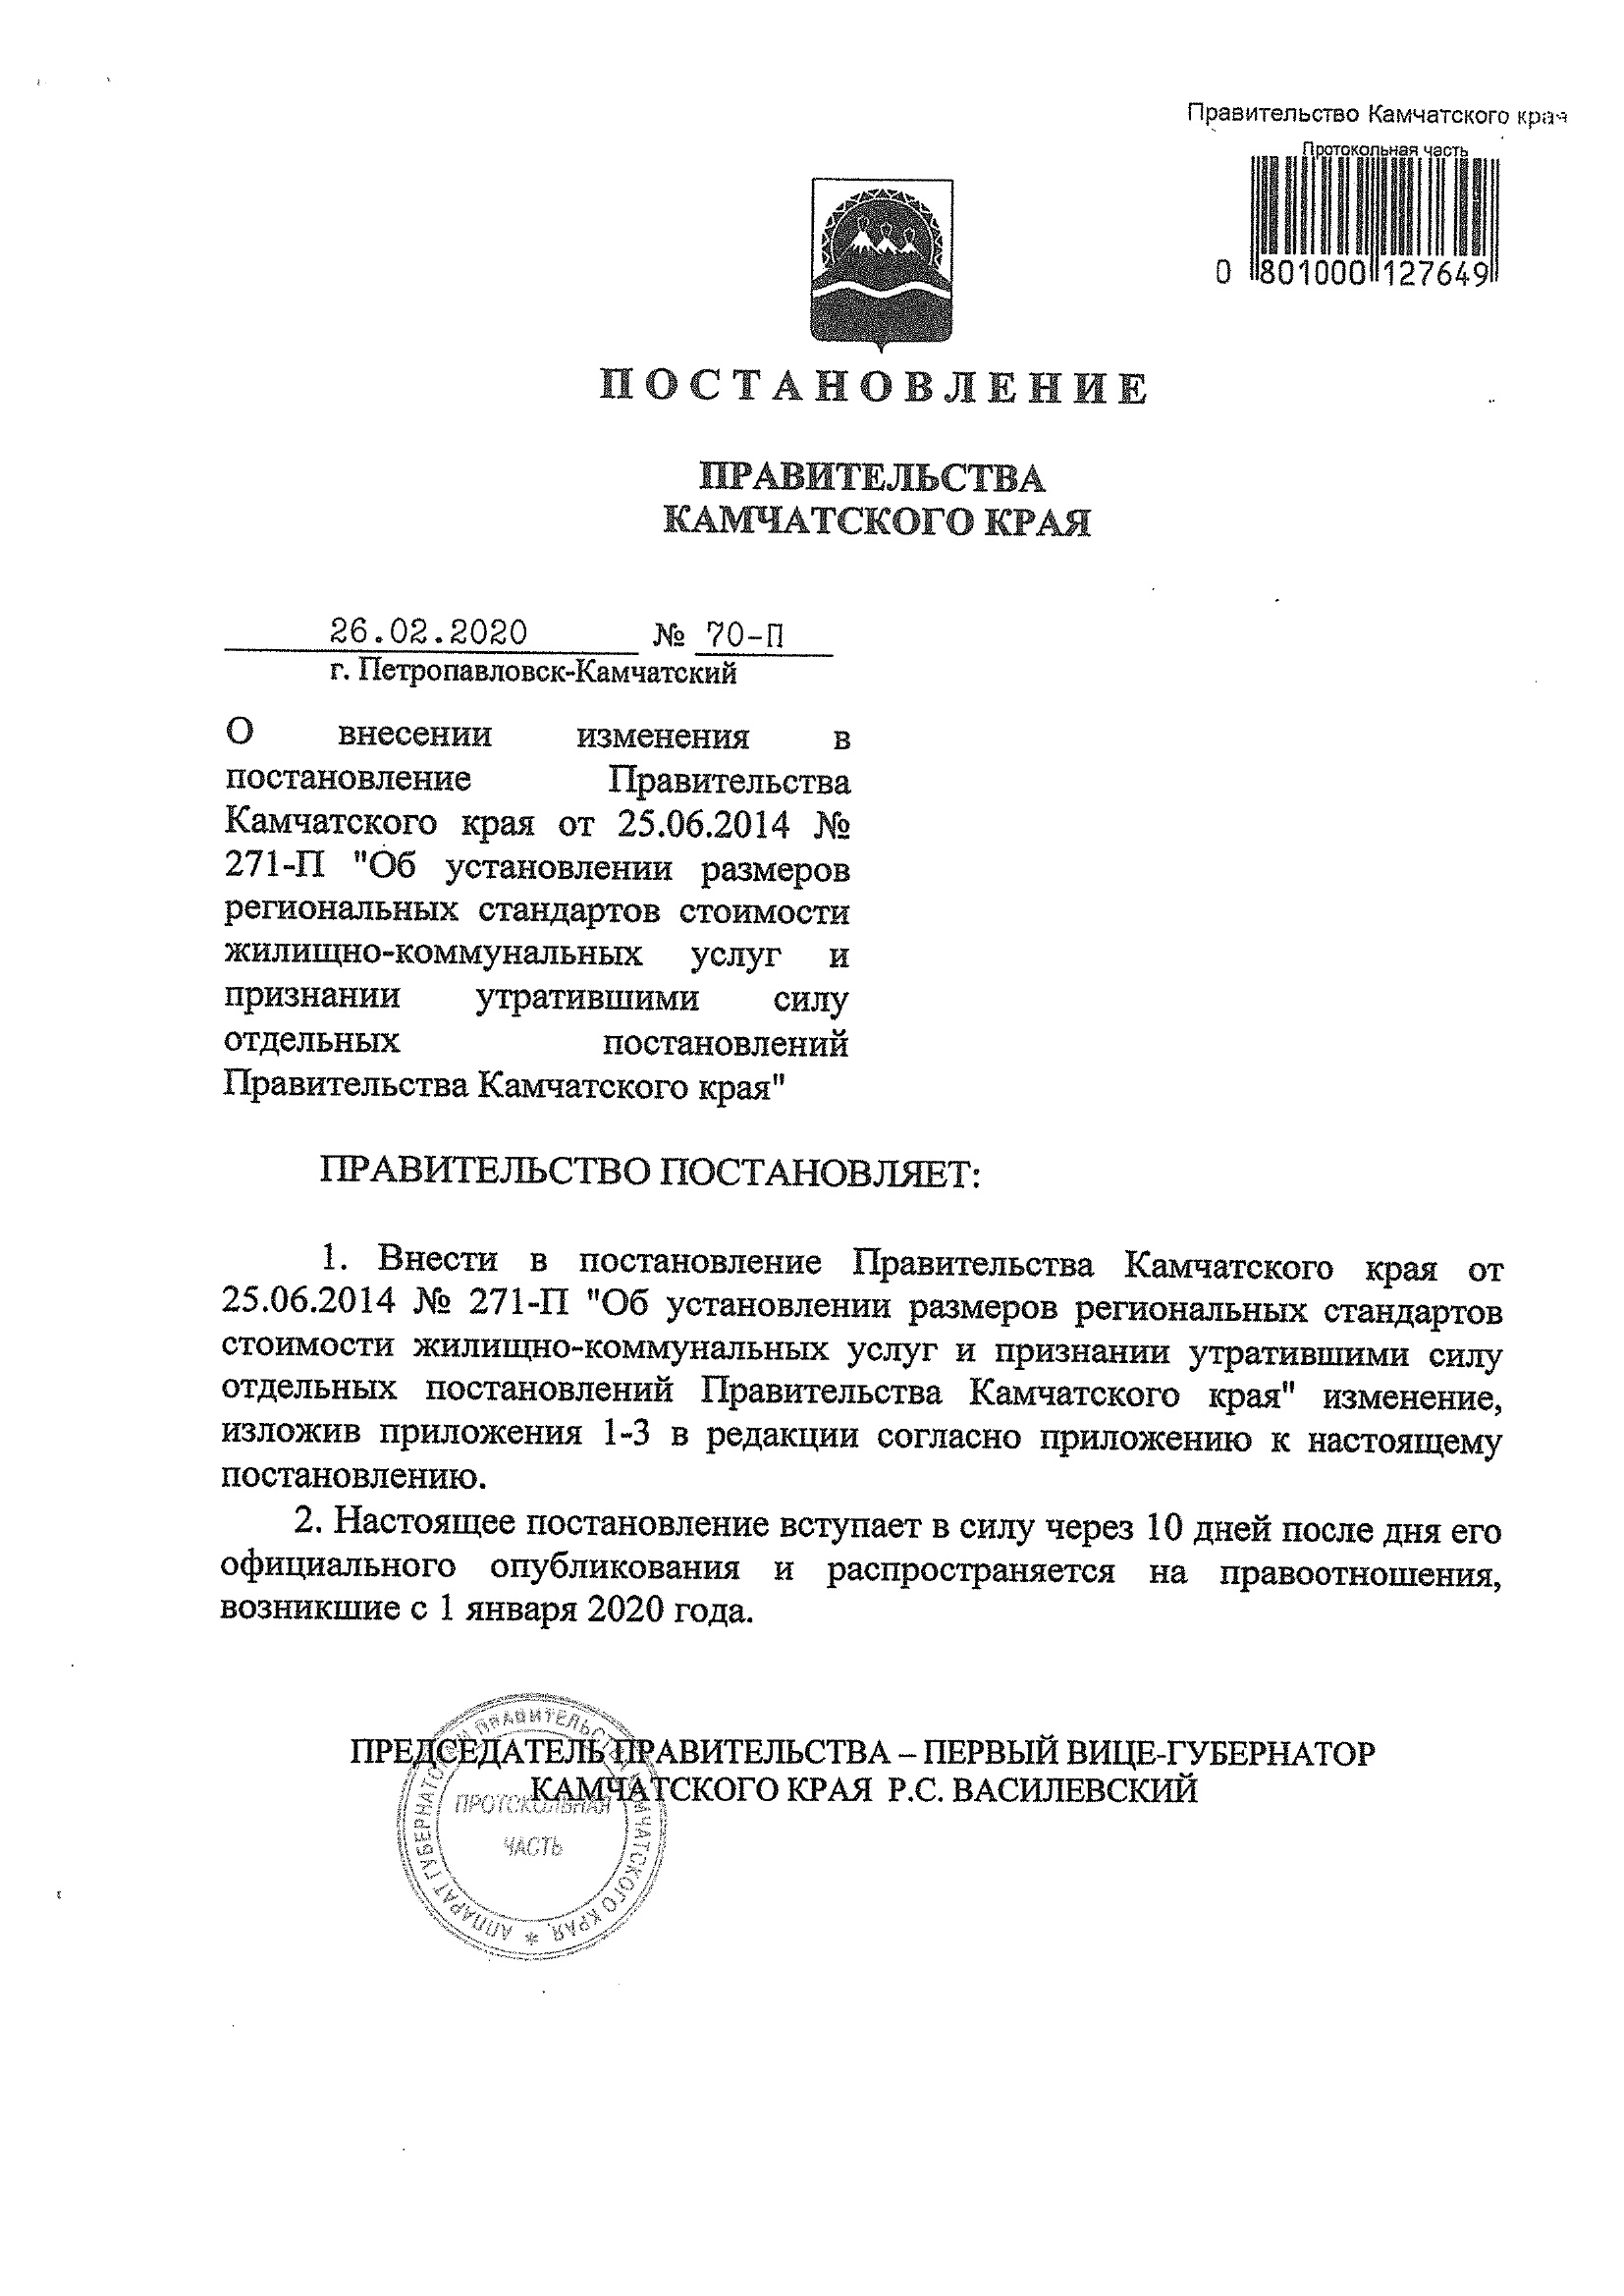 Правительство Камчатского края
Протокольная часть
0 801000 127649
ПОСТАНОВЛЕНИЕ
ПРАВИТЕЛЬСТВА
КАМЧАТСКОГО КРАЯ
26.02.2020 № 70-П
г. Петропавловск-Камчатский
О внесении изменения в
постановление Правительства
Камчатского края от 25.06.2014 №
271-П "Об установлении размеров
региональных стандартов стоимости
жилищно-коммунальных услуг и
признании утратившими силу
отдельных постановлений
Правительства Камчатского края"
ПРАВИТЕЛЬСТВО ПОСТАНОВЛЯЕТ:
1. Внести в постановление Правительства Камчатского края от
25.06.2014 № 271-П "Об установлении размеров региональных стандартов
стоимости жилищно-коммунальных услуг и признании утратившими силу
отдельных постановлений Правительства Камчатского края" изменение,
изложив приложения 1-3 в редакции согласно приложению к настоящему
постановлению.
2. Настоящее постановление вступает в силу через 10 дней после дня его
официального опубликования и распространяется на правоотношения,
возникшие с 1 января 2020 года.
ПРЕДСЕДАТЕЛЬ ПРАВИТЕЛЬСТВА – ПЕРВЫЙ ВИЦЕ-ГУБЕРНАТОР
КАМЧАТСКОГО КРАЯ Р.С. ВАСИЛЕВСКИЙ
АППАРАТ ГУБЕРНАТОРА И ПРАВИТЕЛЬСТВА КАМЧАТСКОГО КРАЯ *
ПРОТОКОЛЬНАЯ
ЧАСТЬ